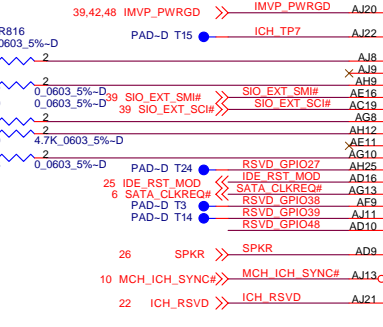 39,42,48 IMVP_PWRGD IMVP_PWRGD AJ20
R816 PAD~D T15 ICH_TP7 AJ22
0603_5%~D
2 AJ8
AJ9
2 AH9
0_0603_5%~D 39 SIO_EXT_SMI# SIO_EXT_SMI# AE16
0_0603_5%~D 39 SIO_EXT_SCI# SIO_EXT_SCI# AC19
2 AG8
2 AH12
4.7K_0603_5%~D AE11
2 AG10
0_0603_5%~D PAD~D T24 RSVD_GPIO27 AH25
25 IDE_RST_MOD IDE_RST_MOD AD16
6 SATA_CLKREQ# SATA_CLKREQ# AG13
PAD~D T3 RSVD_GPIO38 AF9
PAD~D T14 RSVD_GPIO39 AJ11
RSVD_GPIO48 AD10
26 SPKR SPKR AD9
10 MCH_ICH_SYNC# MCH_ICH_SYNC# AJ13
22 ICH_RSVD ICH_RSVD AJ21